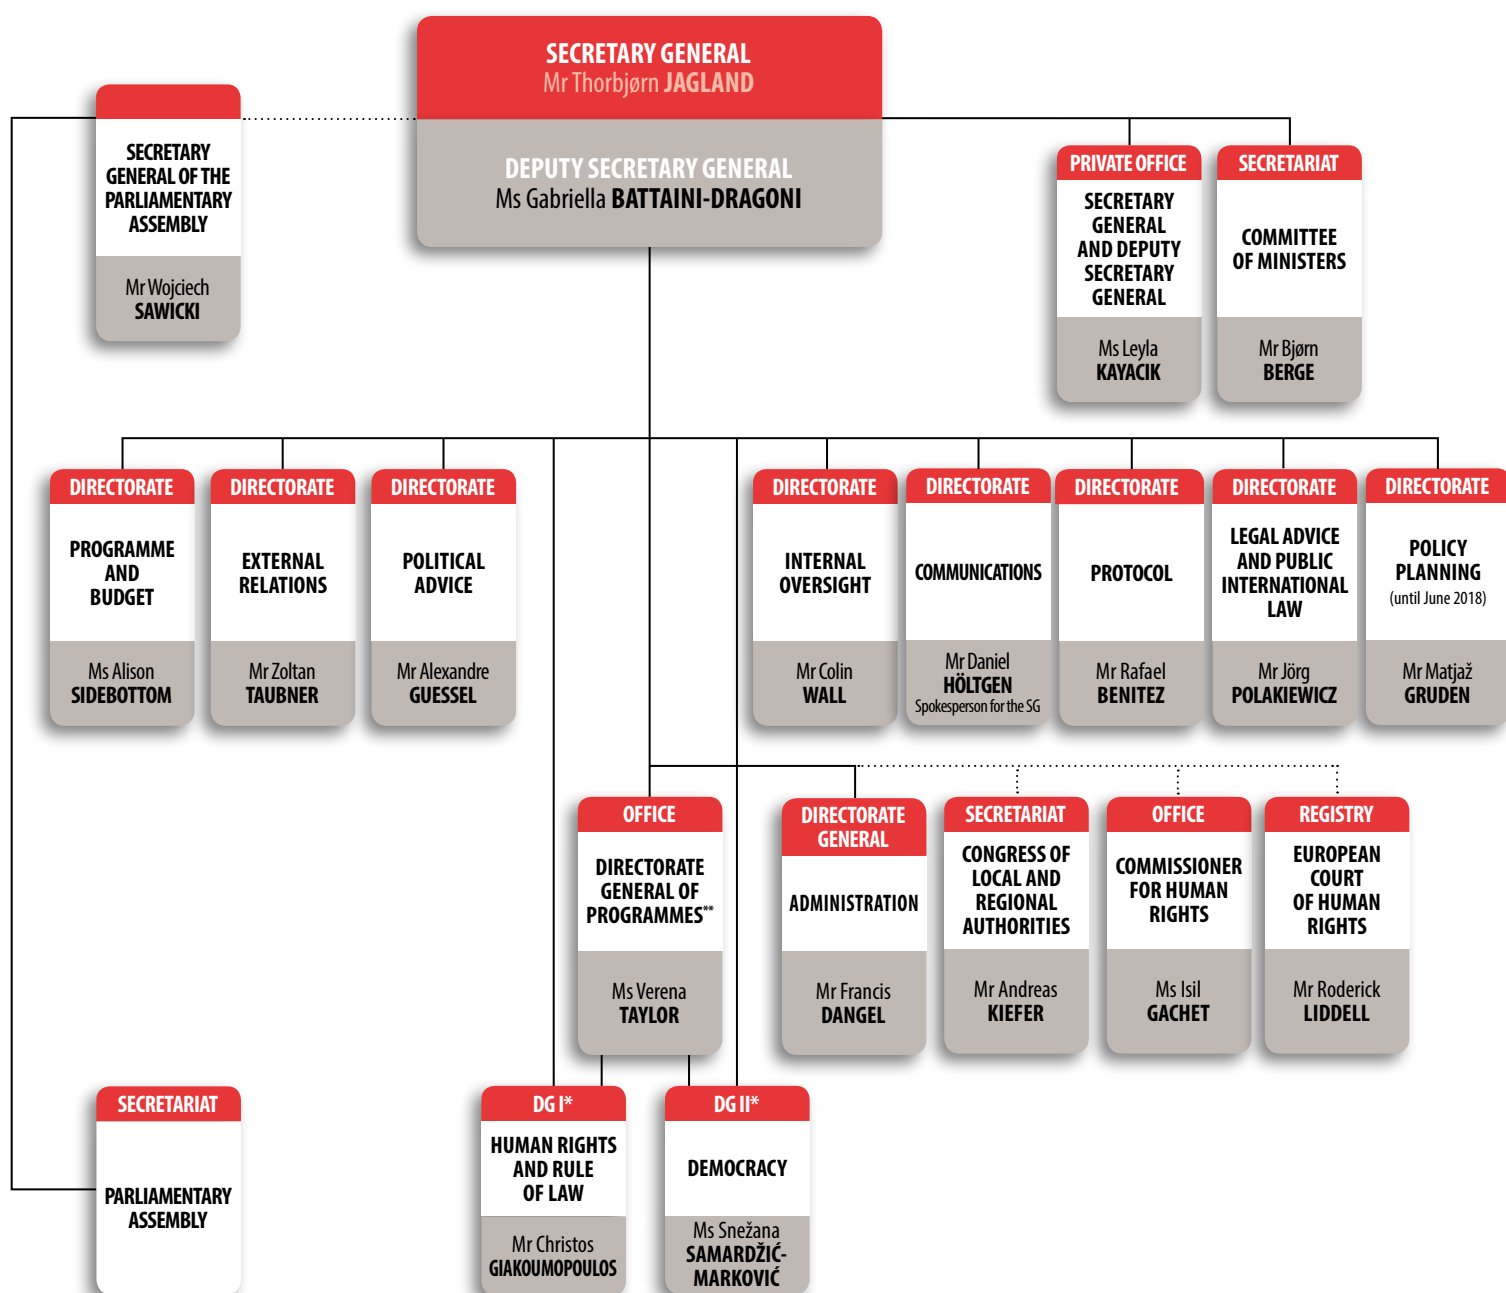 SECRETARY GENERAL
Mr Thorbjørn JAGLAND
DEPUTY SECRETARY GENERAL
Ms Gabriella BATTAINI-DRAGONI
SECRETARY
GENERAL OF THE
PARLIAMENTARY
ASSEMBLY
Mr Wojciech
SAWICKI
PRIVATE OFFICE
SECRETARY
GENERAL
AND DEPUTY
SECRETARY
GENERAL
Ms Leyla
KAYACIK
SECRETARIAT
COMMITTEE
OF MINISTERS
Mr Bjørn
BERGE
DIRECTORATE
PROGRAMME
AND
BUDGET
Ms Alison
SIDEBOTTOM
DIRECTORATE
EXTERNAL
RELATIONS
Mr Zoltan
TAUBNER
DIRECTORATE
POLITICAL
ADVICE
Mr Alexandre
GUESSEL
DIRECTORATE
INTERNAL
OVERSIGHT
Mr Colin
WALL
DIRECTORATE
COMMUNICATIONS
Mr Daniel
HÖLTGEN
Spokesperson for the SG
DIRECTORATE
PROTOCOL
Mr Rafael
BENITEZ
DIRECTORATE
LEGAL ADVICE
AND PUBLIC
INTERNATIONAL
LAW
Mr Jörg
POLAKIEWICZ
DIRECTORATE
POLICY
PLANNING
(until June 2018)
Mr Matjaž
GRUDEN
OFFICE
DIRECTORATE
GENERAL OF
PROGRAMMES**
Ms Verena
TAYLOR
DIRECTORATE
GENERAL
ADMINISTRATION
Mr Francis
DANGEL
SECRETARIAT
CONGRESS OF
LOCAL AND
REGIONAL
AUTHORITIES
Mr Andreas
KIEFER
OFFICE
COMMISSIONER
FOR HUMAN
RIGHTS
Ms Isil
GACHET
REGISTRY
EUROPEAN
COURT
OF HUMAN
RIGHTS
Mr Roderick
LIDDELL
SECRETARIAT
PARLIAMENTARY
ASSEMBLY
DG I*
HUMAN RIGHTS
AND RULE
OF LAW
Mr Christos
GIAKOUMOPOULOS
DG II*
DEMOCRACY
Ms Snežana
SAMARDŽIĆ-
MARKOVIĆ